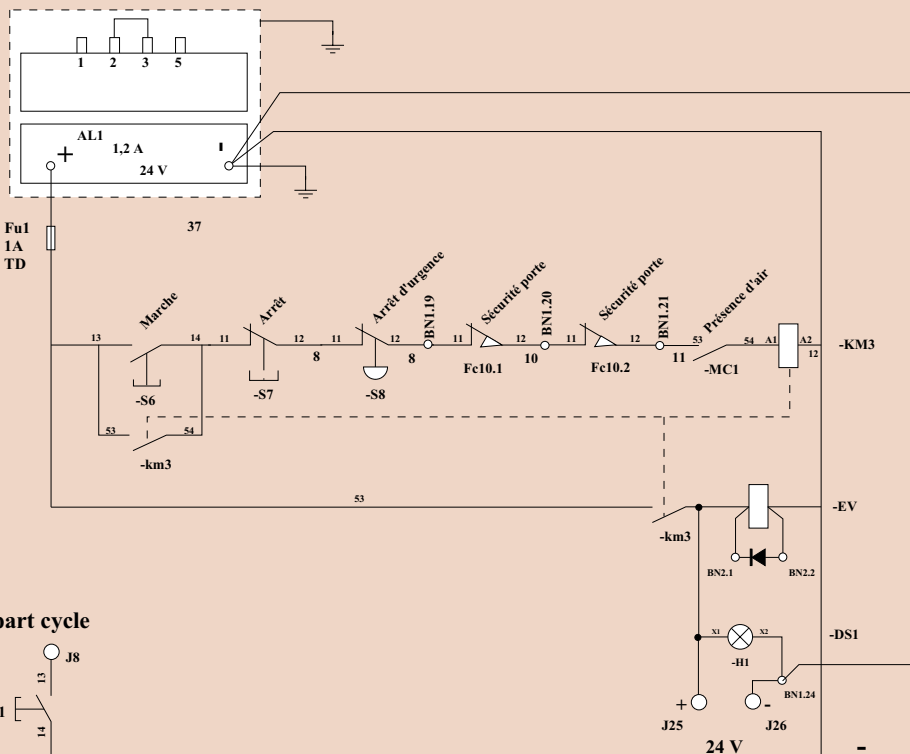 1 2 3 5
AL1
1,2 A
24 V
+ -
Fu1
1A
TD
37
Marche
Arrêt
Arrêt d'urgence
BN1.19
Sécurité porte
BN1.20
Sécurité porte
BN1.21
Présence d'air
13 14 11 12 11 12 11 12 11 12 53 54 A1 A2
8 8 10 11 12
-KM3
-S6
-S7
-S8
Fc10.1
Fc10.2
-MC1
53 54
-km3
53
-km3
-EV
BN2.1
BN2.2
part cycle
J8
13
14
1
X1 X2
-H1
-DS1
BN1.24
+ -
J25
J26
24 V
-